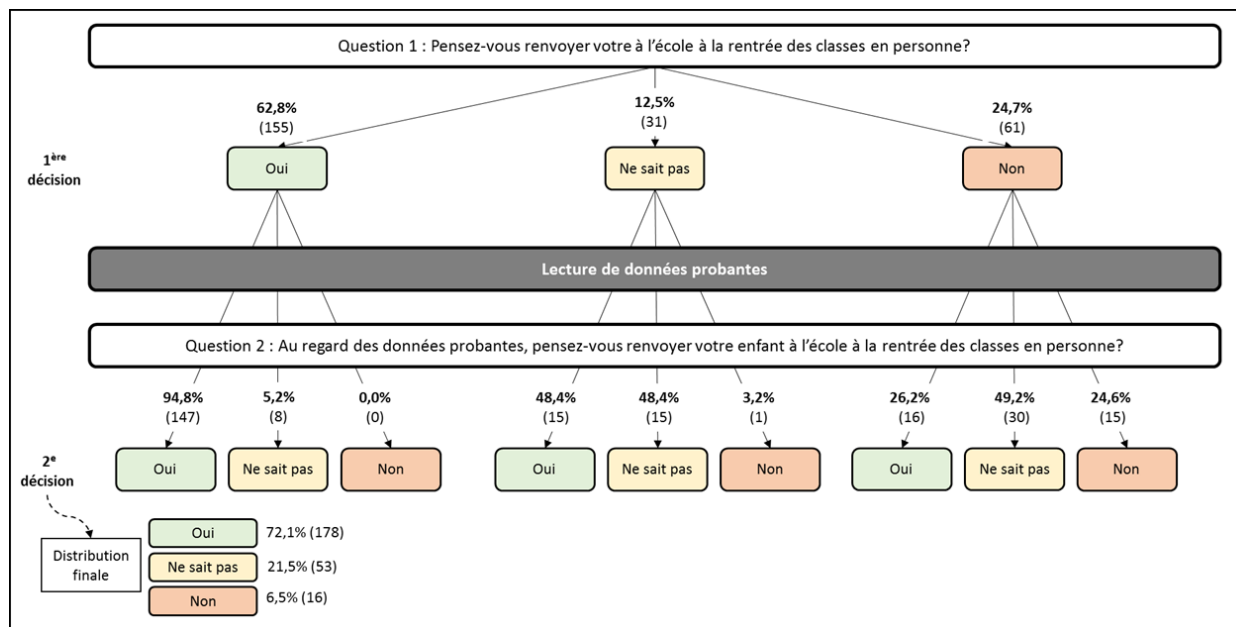 Question 1 : Pensez-vous renvoyer votre à l’école à la rentrée des classes en personne?
62,8%
(155)
12,5%
(31)
24,7%
(61)
1ère
décision
Oui
Ne sait pas
Non
Lecture de données probantes
Question 2 : Au regard des données probantes, pensez-vous renvoyer votre enfant à l’école à la rentrée des classes en personne?
94,8%
(147)
5,2%
(8)
0,0%
(0)
48,4%
(15)
48,4%
(15)
3,2%
(1)
26,2%
(16)
49,2%
(30)
24,6%
(15)
2e
décision
Oui
Ne sait pas
Non
Oui
Ne sait pas
Non
Oui
Ne sait pas
Non
Distribution
finale
Oui
72,1% (178)
Ne sait pas
21,5% (53)
Non
6,5% (16)